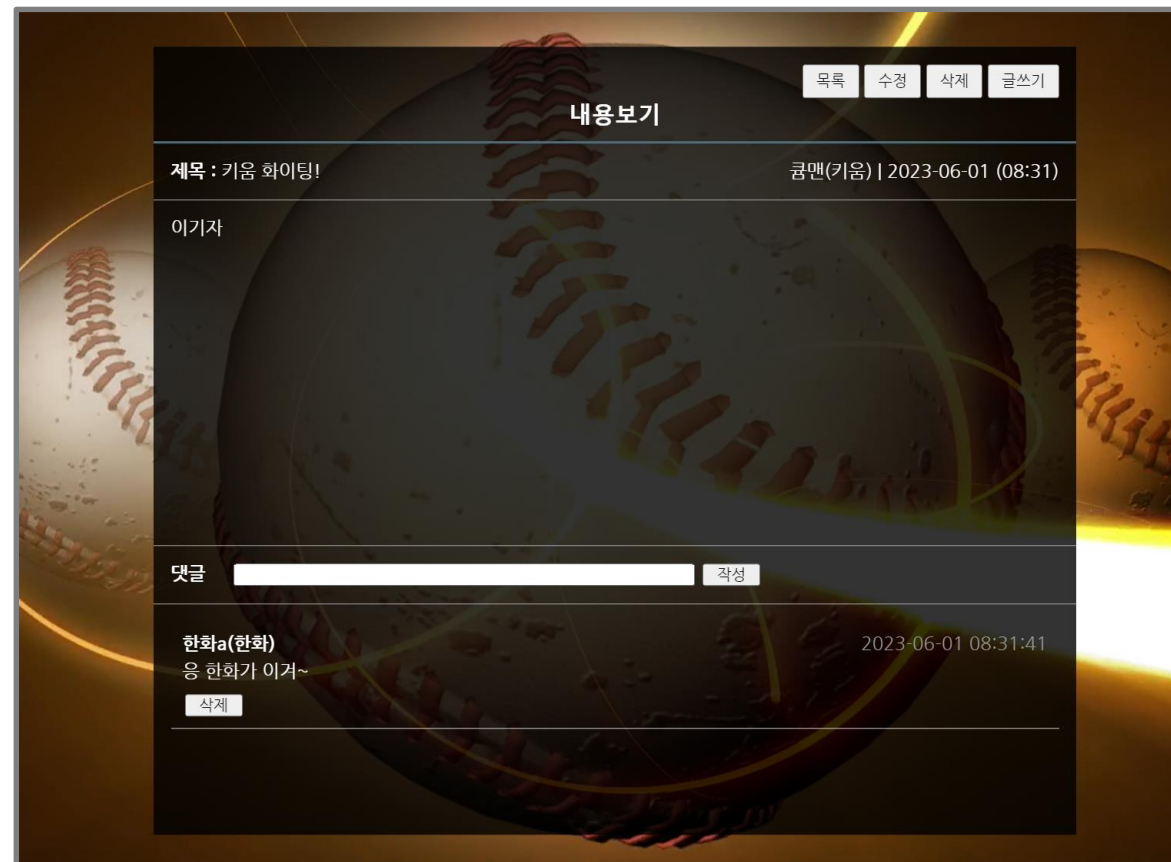 목록 수정 삭제 글쓰기
내용보기
제목 : 키움 화이팅! 큠맨(키움) | 2023-06-01 (08:31)
이기자
댓글 작성
한화a(한화) 2023-06-01 08:31:41
응 한화가 이겨~
삭제